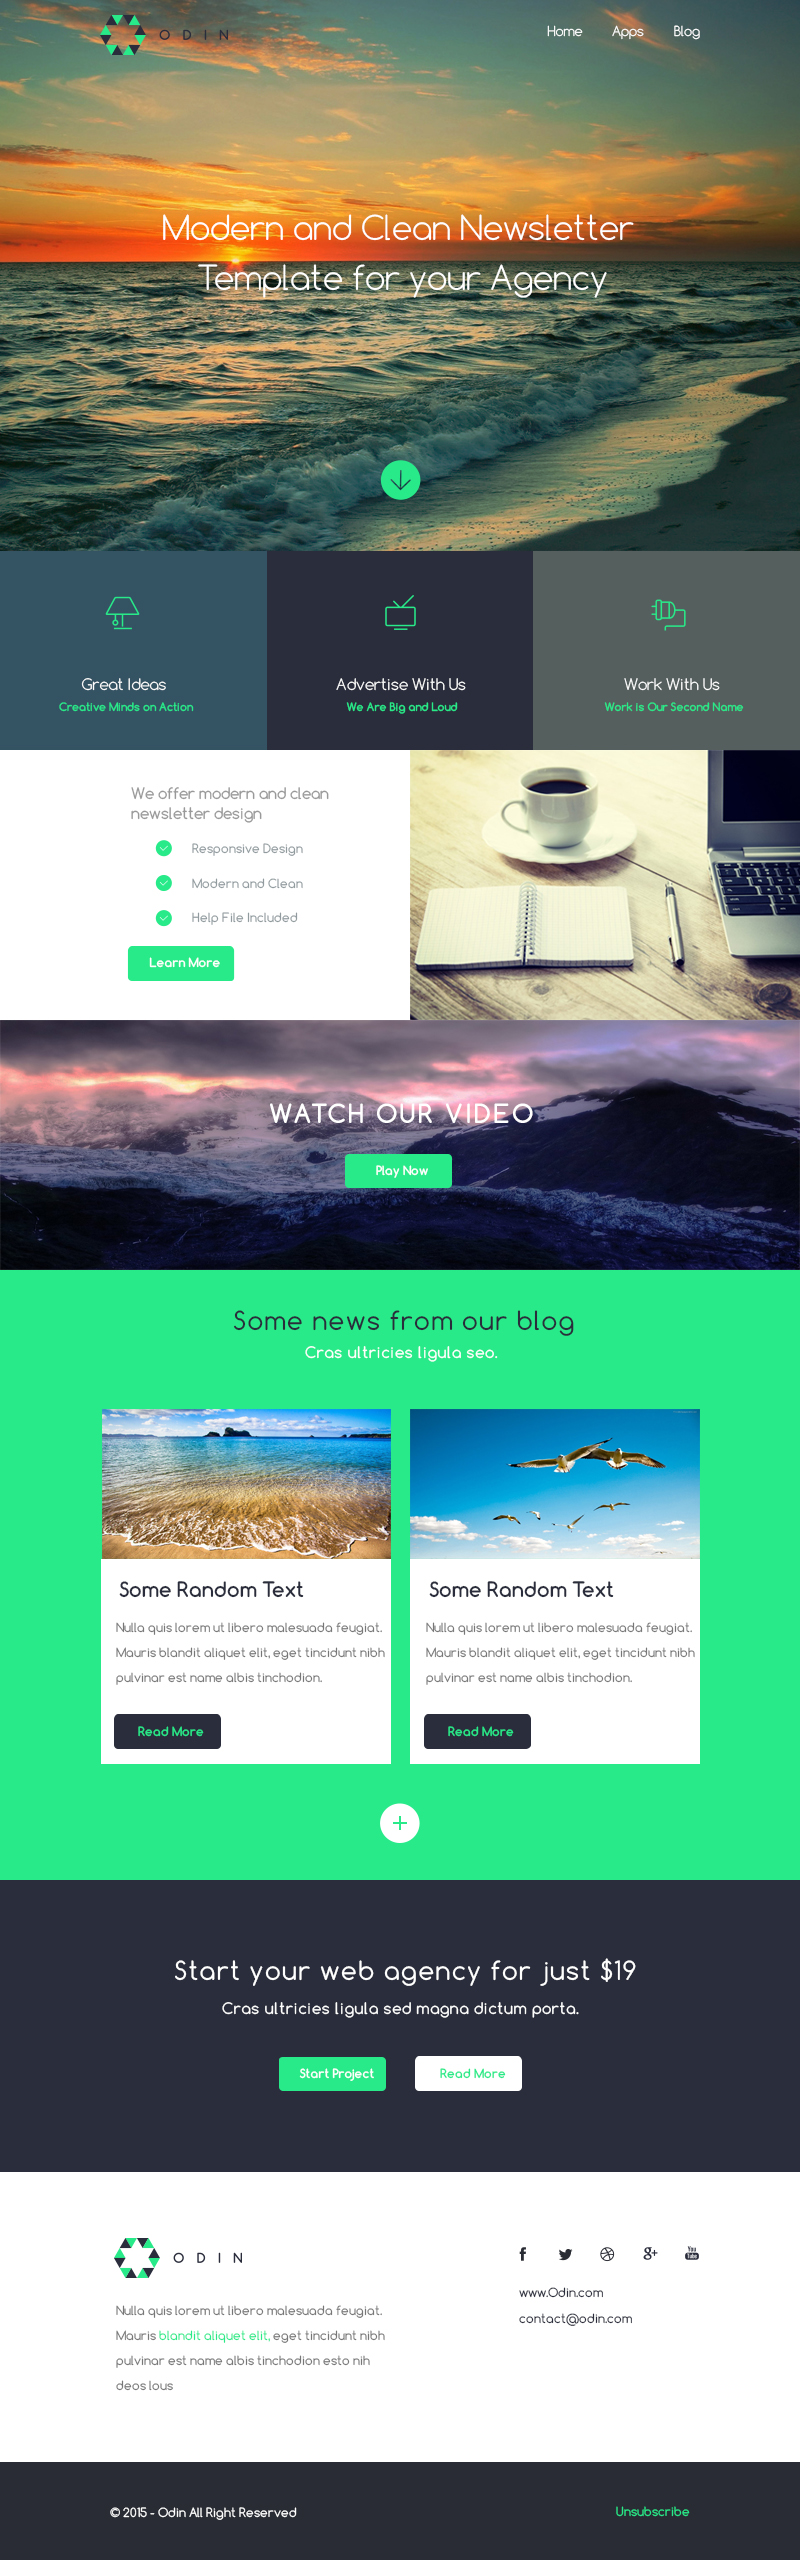 ODIN
Home Apps Blog
Modern and Clean Newsletter
Template for your Agency
Great Ideas
Creative Minds on Action
Advertise With Us
We Are Big and Loud
Work With Us
Work is Our Second Name
We offer modern and clean
newsletter design
Responsive Design
Modern and Clean
Help File Included
Learn More
WATCH OUR VIDEO
Play Now
Some news from our blog
Cras ultricies ligula seo.
Some Random Text
Nulla quis lorem ut libero malesuada feugiat.
Mauris blandit aliquet elit, eget tincidunt nibh
pulvinar est name albis tinchodion.
Read More
Some Random Text
Nulla quis lorem ut libero malesuada feugiat.
Mauris blandit aliquet elit, eget tincidunt nibh
pulvinar est name albis tinchodion.
Read More
Start your web agency for just $19
Cras ultricies ligula sed magna dictum porta.
Start Project
Read More
ODIN
Nulla quis lorem ut libero malesuada feugiat.
Mauris blandit aliquet elit, eget tincidunt nibh
pulvinar est name albis tinchodion esto nih
deos lous
You Tube
www.Odin.com
contact@odin.com
© 2015 - Odin All Right Reserved
Unsubscribe